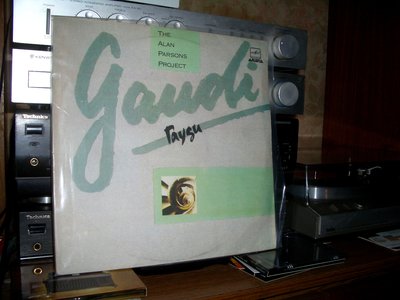 THE
ALAN
PARSONS
PROJECT
gaudi
Гауди
Technics
Technics